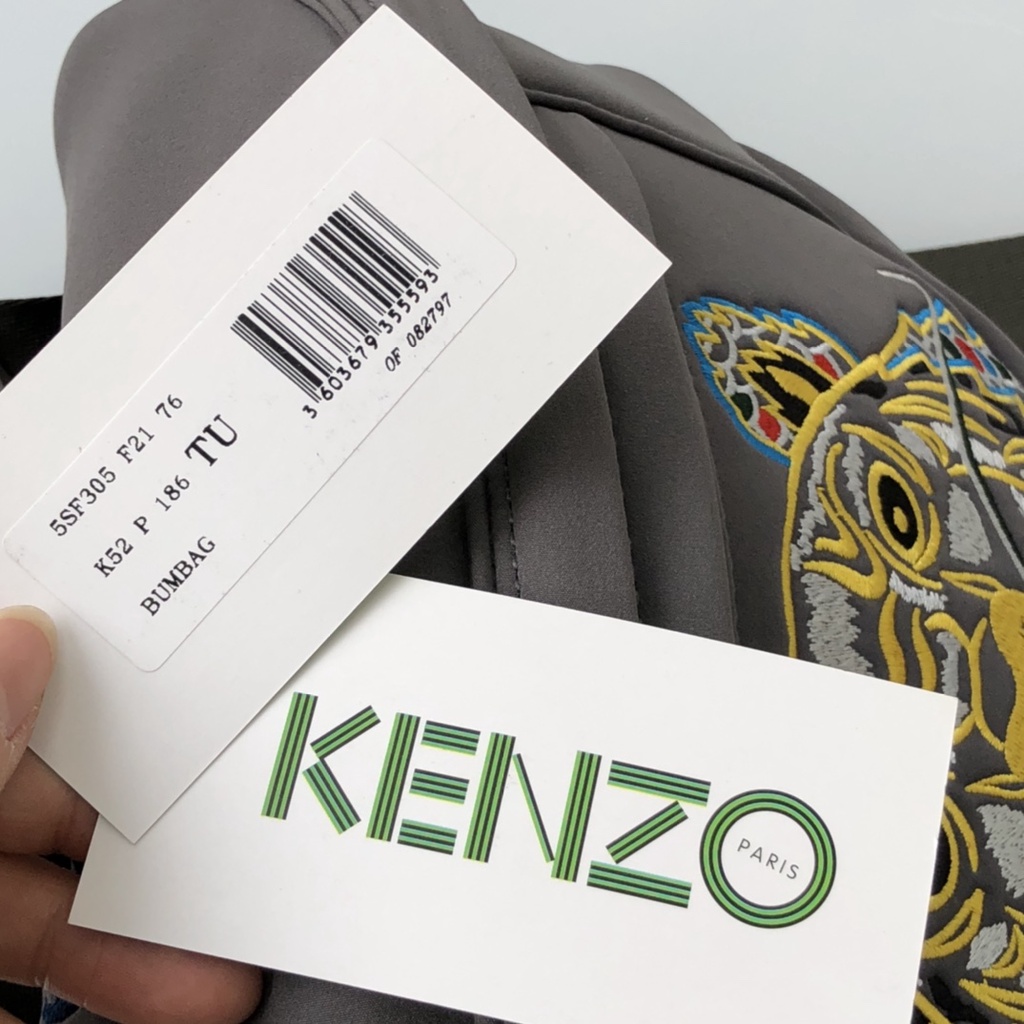 3 603679 355593
OF 082797
5SF305 F21 76
K52 P 186 TU
BUMBAG
KENZO
PARIS